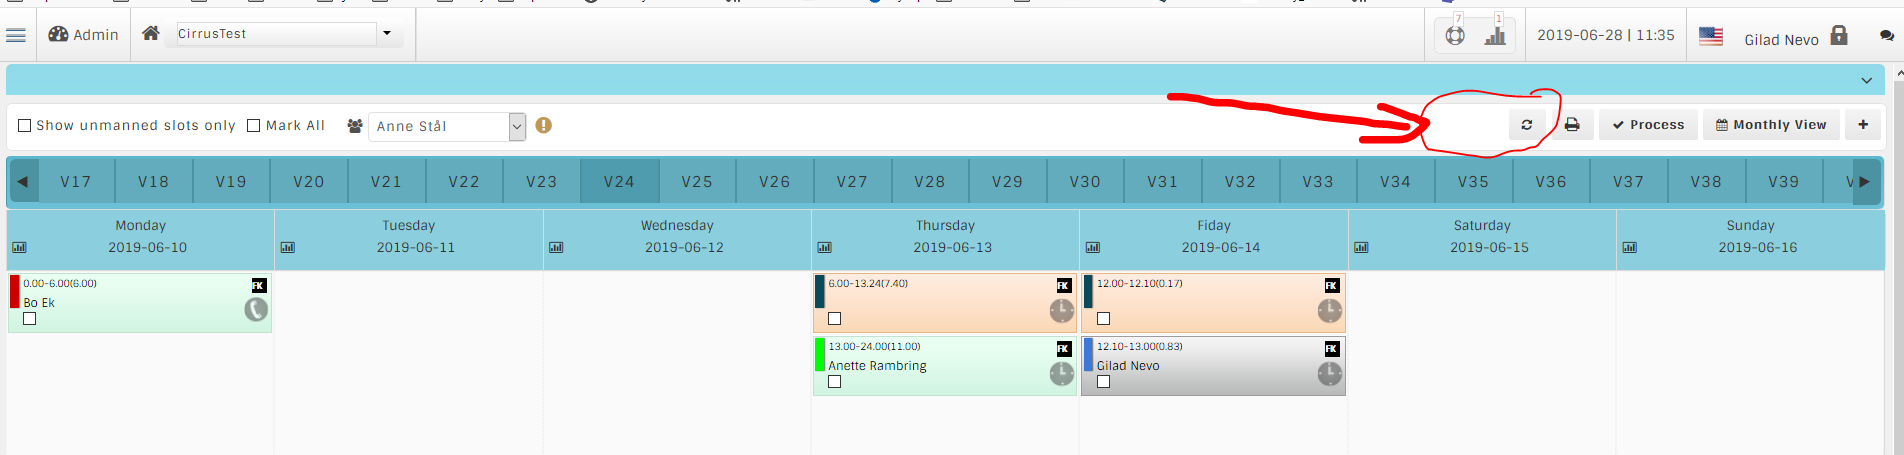 7 1
Admin CirrusTest 2019-06-28 | 11:35 Gilad Nevo
Show unmanned slots only Mark All Anne Stål Process Monthly View +
V17 V18 V19 V20 V21 V22 V23 V24 V25 V26 V27 V28 V29 V30 V31 V32 V33 V34 V35 V36 V37 V38 V39
Monday Tuesday Wednesday Thursday Fiday Saturday Sunday
2019-06-10 2019-06-11 2019-06-12 2019-06-13 2019-06-14 2019-06-15 2019-06-16
0.00-6.00(6.00) FK 6.00-13.24(7.40) FK 12.00-12.10(0.17) FK
Bo Ek
13.00-24.00(11.00) FK 12.10-13.00(0.83) FK
Anette Rambring Gilad Nevo